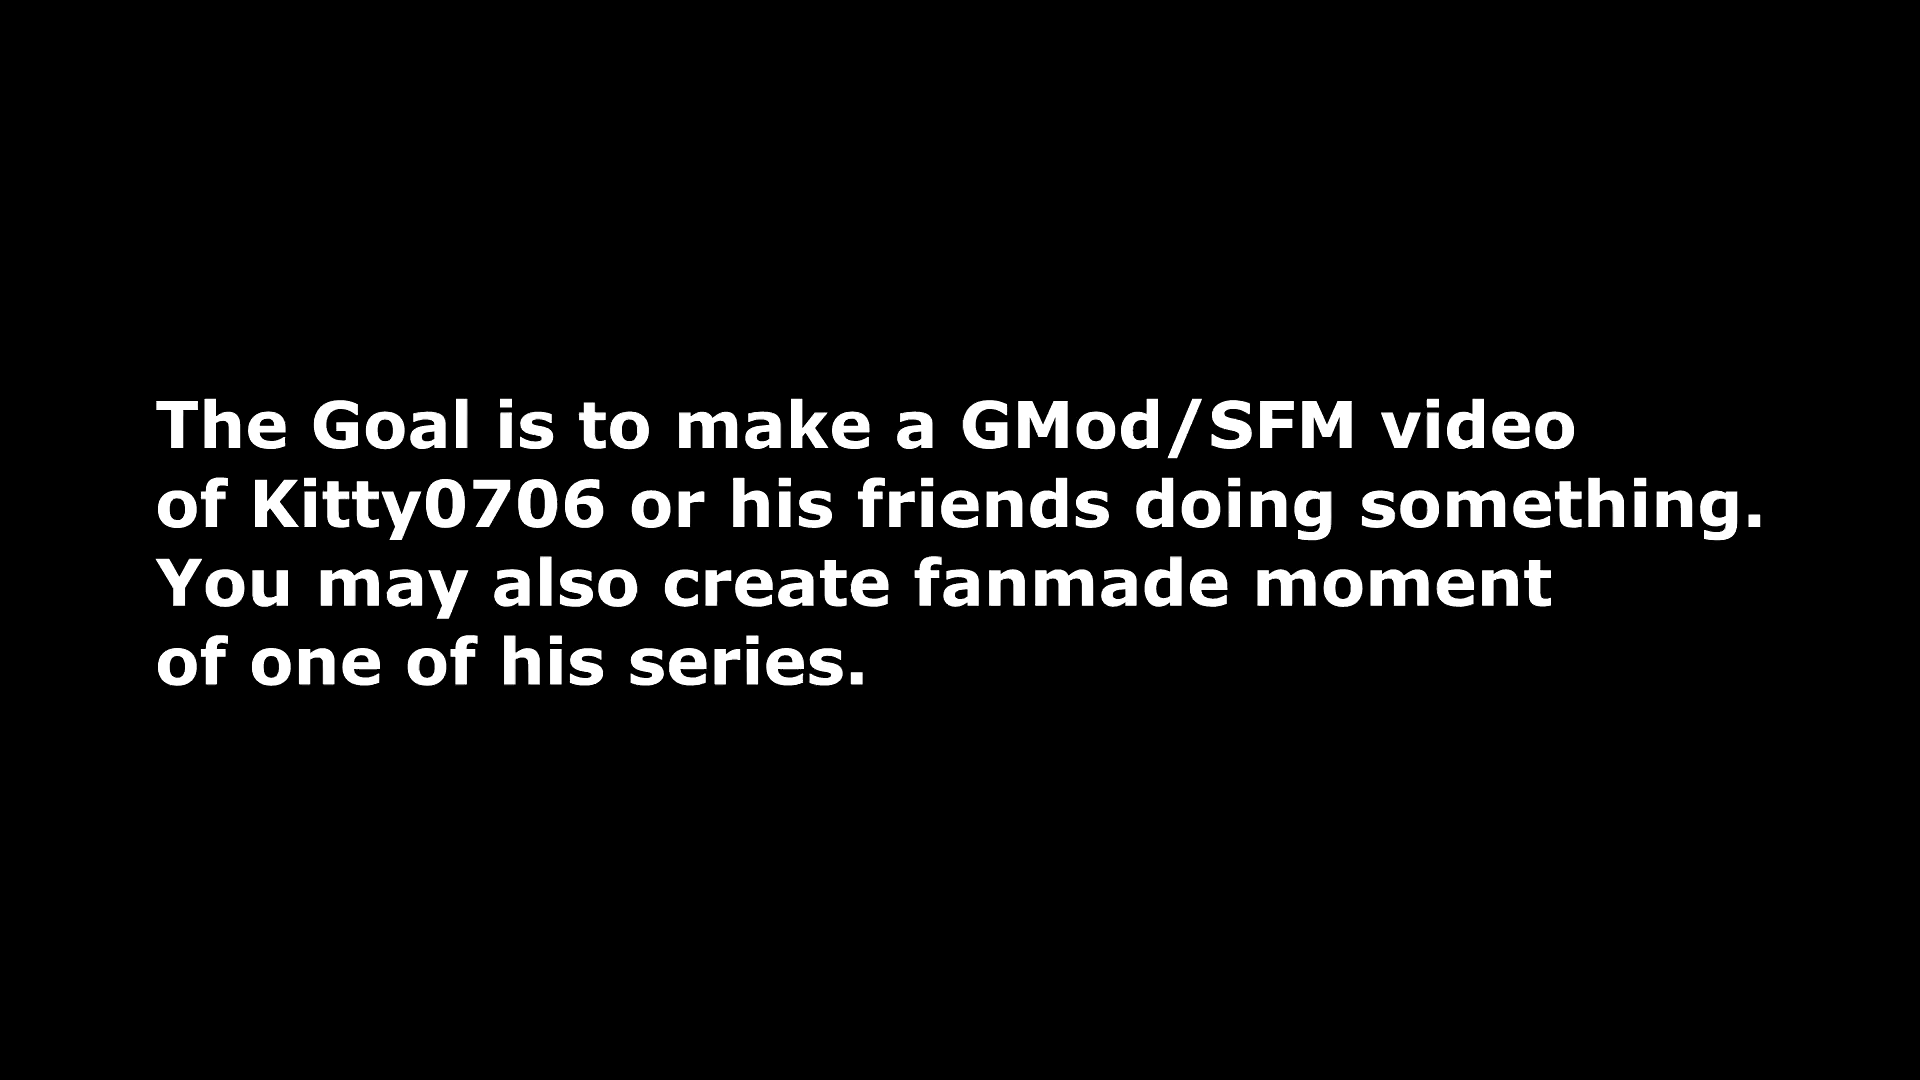 The Goal is to make a GMod/SFM video
of Kitty0706 or his friends doing something.
You may also create fanmade moment
of one of his series.